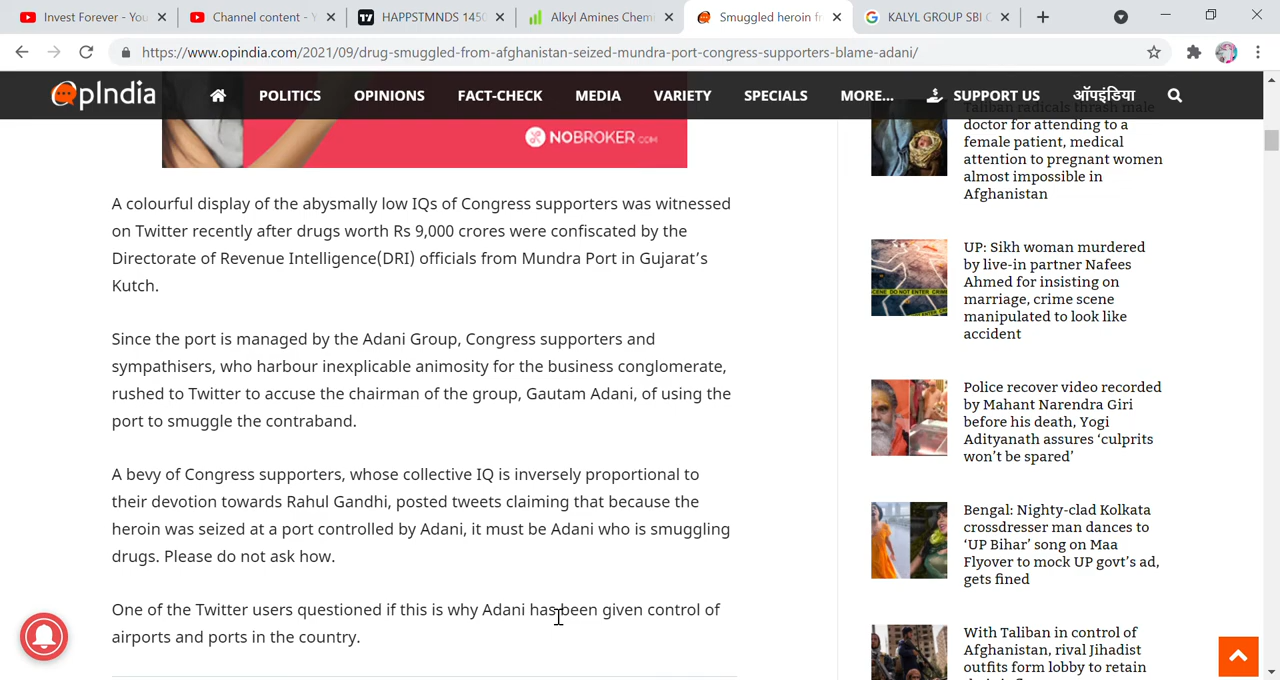 Invest Forever - You
Channel content - Y
HAPPSTMNDS 1450
Alkyl Amines Chemi
Smuggled heroin fr
KALYL GROUP SBI C
https://www.opindia.com/2021/09/drug-smuggled-from-afghanistan-seized-mundra-port-congress-supporters-blame-adani/
OpIndia
POLITICS OPINIONS FACT-CHECK MEDIA VARIETY SPECIALS MORE... SUPPORT US ऑपइंडिया
NOBROKER.COM
A colourful display of the abysmally low IQs of Congress supporters was witnessed
on Twitter recently after drugs worth Rs 9,000 crores were confiscated by the
Directorate of Revenue Intelligence(DRI) officials from Mundra Port in Gujarat’s
Kutch.
Since the port is managed by the Adani Group, Congress supporters and
sympathisers, who harbour inexplicable animosity for the business conglomerate,
rushed to Twitter to accuse the chairman of the group, Gautam Adani, of using the
port to smuggle the contraband.
A bevy of Congress supporters, whose collective IQ is inversely proportional to
their devotion towards Rahul Gandhi, posted tweets claiming that because the
heroin was seized at a port controlled by Adani, it must be Adani who is smuggling
drugs. Please do not ask how.
One of the Twitter users questioned if this is why Adani has been given control of
airports and ports in the country.
Taliban radicals thrash male
doctor for attending to a
female patient, medical
attention to pregnant women
almost impossible in
Afghanistan
UP: Sikh woman murdered
by live-in partner Nafees
Ahmed for insisting on
marriage, crime scene
manipulated to look like
accident
Police recover video recorded
by Mahant Narendra Giri
before his death, Yogi
Adityanath assures ‘culprits
won’t be spared’
Bengal: Nighty-clad Kolkata
crossdresser man dances to
‘UP Bihar’ song on Maa
Flyover to mock UP govt’s ad,
gets fined
With Taliban in control of
Afghanistan, rival Jihadist
outfits form lobby to retain